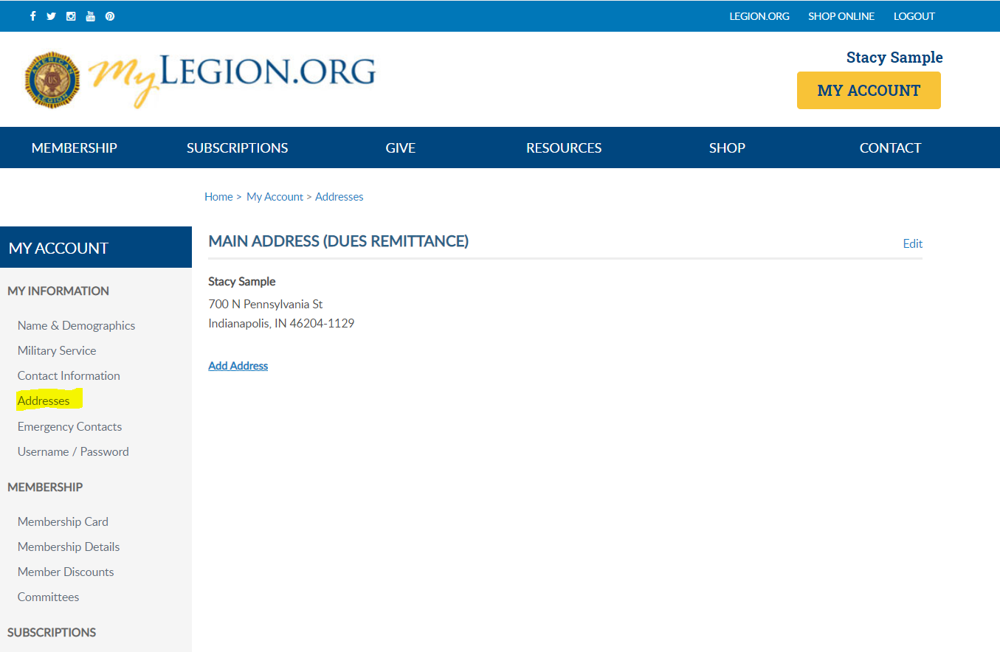 LEGION.ORG SHOP ONLINE LOGOUT
AMERICAN
U.S.
LEGION
MyLEGION.ORG
Stacy Sample
MY ACCOUNT
MEMBERSHIP SUBSCRIPTIONS GIVE RESOURCES SHOP CONTACT
Home > My Account > Addresses
MY ACCOUNT
MY INFORMATION
Name & Demographics
Military Service
Contact Information
Addresses
Emergency Contacts
Username / Password
MEMBERSHIP
Membership Card
Membership Details
Member Discounts
Committees
SUBSCRIPTIONS
MAIN ADDRESS (DUES REMITTANCE)
Edit
Stacy Sample
700 N Pennsylvania St
Indianapolis, IN 46204-1129
Add Address